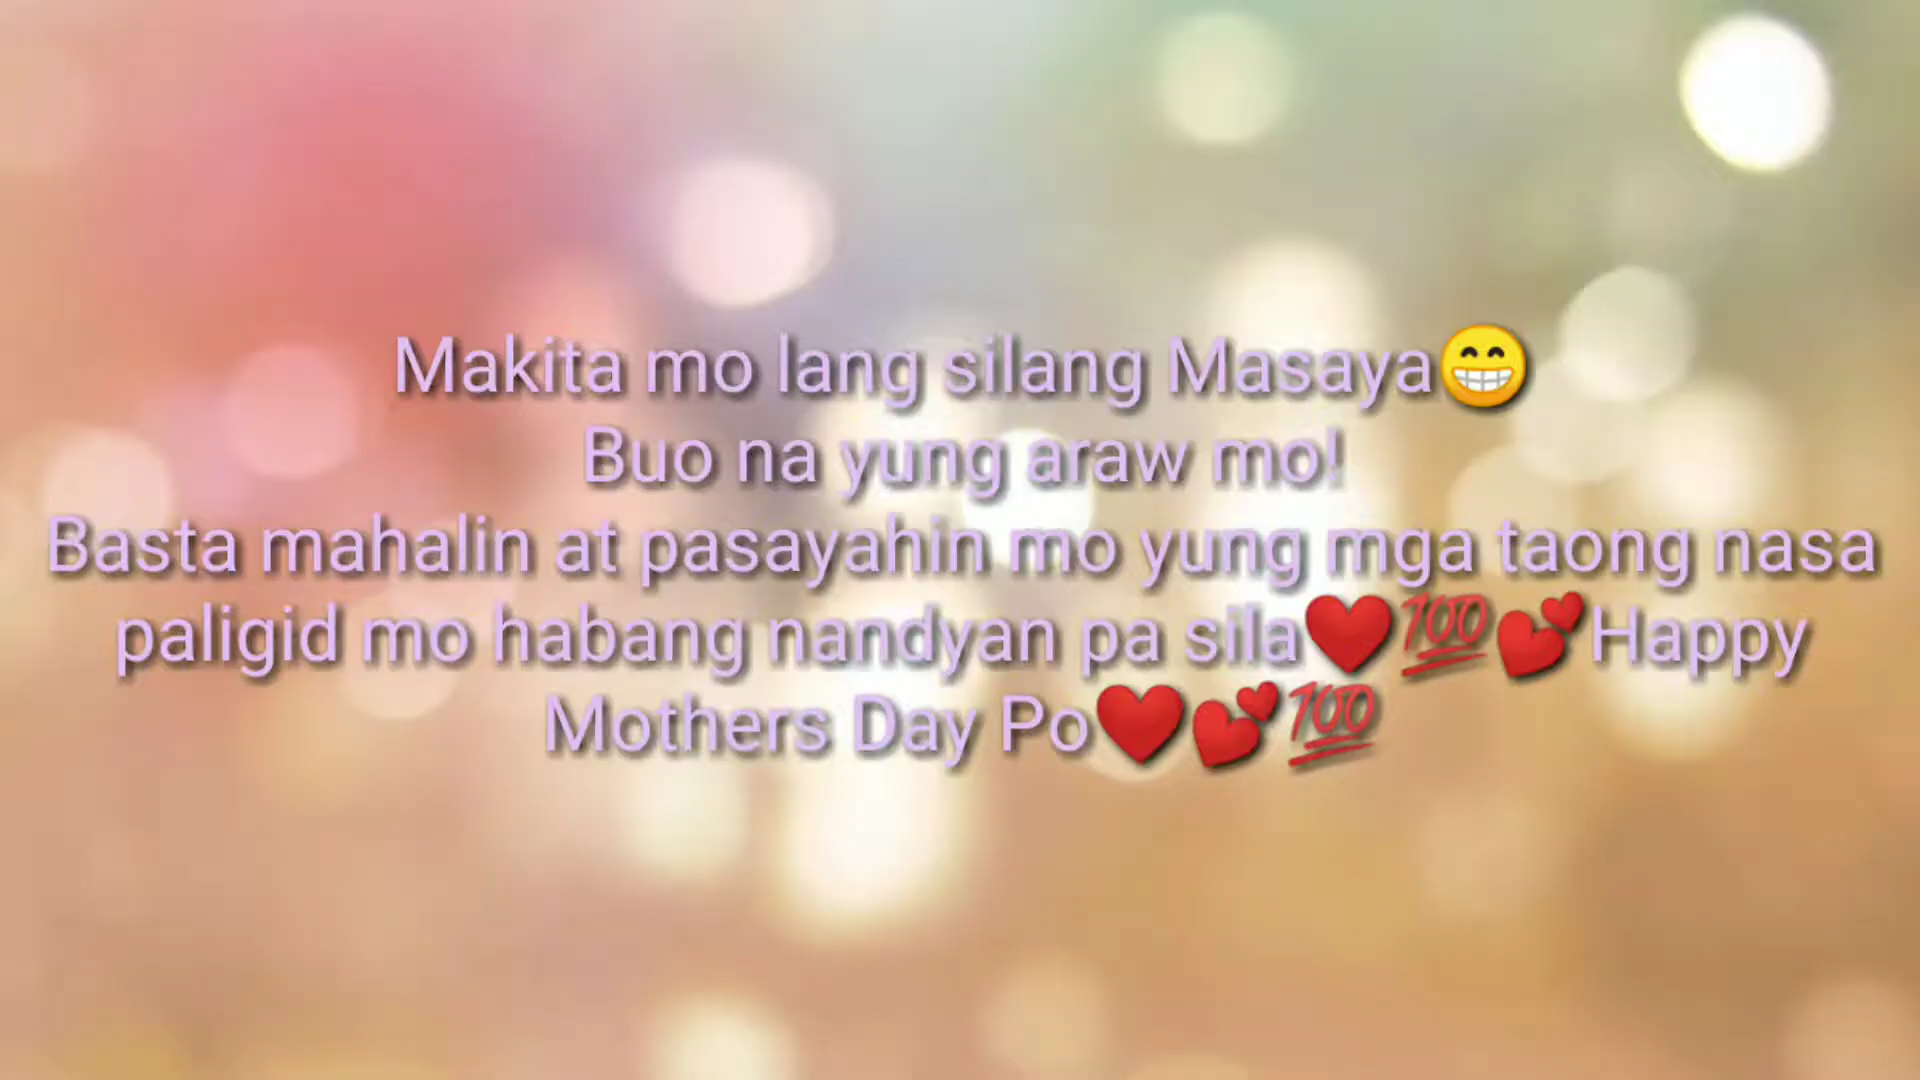 Makita mo lang silang Masaya😁
Buo na yung araw mo!
Basta mahalin at pasayahin mo yung mga taong nasa
paligid mo habang nandyan pa sila❤️💯💕Happy
Mothers Day Po❤️💕💯